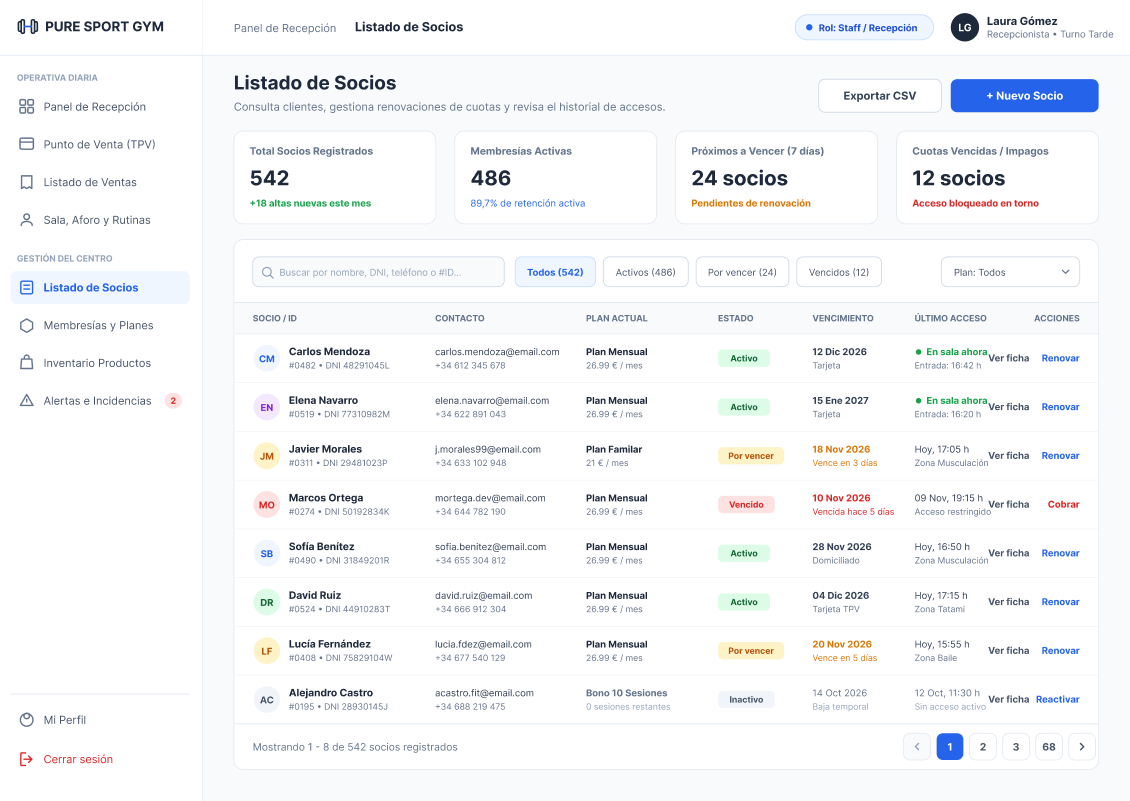 PURE SPORT GYM
Panel de Recepción
Listado de Socios
Rol: Staff / Recepción
LG
Laura Gómez
Recepcionista • Turno Tarde
OPERATIVA DIARIA
Panel de Recepción
Punto de Venta (TPV)
Listado de Ventas
Sala, Aforo y Rutinas
GESTIÓN DEL CENTRO
Listado de Socios
Membresías y Planes
Inventario Productos
Alertas e Incidencias 2
Mi Perfil
Cerrar sesión
Listado de Socios
Consulta clientes, gestiona renovaciones de cuotas y revisa el historial de accesos.
Exportar CSV
+ Nuevo Socio
Total Socios Registrados
542
+18 altas nuevas este mes
Membresías Activas
486
89,7% de retención activa
Próximos a Vencer (7 días)
24 socios
Pendientes de renovación
Cuotas Vencidas / Impagos
12 socios
Acceso bloqueado en torno
Buscar por nombre, DNI, teléfono o #ID...
Todos (542)
Activos (486)
Por vencer (24)
Vencidos (12)
Plan: Todos
SOCIO / ID CONTACTO PLAN ACTUAL ESTADO VENCIMIENTO ÚLTIMO ACCESO ACCIONES
CM
Carlos Mendoza carlos.mendoza@email.com Plan Mensual Activo 12 Dic 2026 En sala ahora Ver ficha Renovar
#0482 • DNI 48291045L +34 612 345 678 26.99 € / mes Tarjeta Entrada: 16:42 h
EN
Elena Navarro elena.navarro@email.com Plan Mensual Activo 15 Ene 2027 En sala ahora Ver ficha Renovar
#0519 • DNI 77310982M +34 622 891 043 26.99 € / mes Tarjeta Entrada: 16:20 h
JM
Javier Morales j.morales99@email.com Plan Familar Por vencer 18 Nov 2026 Hoy, 17:05 h Ver ficha Renovar
#0311 • DNI 29481023P +34 633 102 948 21 € / mes Vence en 3 días Zona Musculación
MO
Marcos Ortega mortega.dev@email.com Plan Mensual Vencido 10 Nov 2026 09 Nov, 19:15 h Ver ficha Cobrar
#0274 • DNI 50192834K +34 644 782 190 26.99 € / mes Vencida hace 5 días Acceso restringido
SB
Sofía Benítez sofia.benitez@email.com Plan Mensual Activo 28 Nov 2026 Hoy, 16:50 h Ver ficha Renovar
#0490 • DNI 31849201R +34 655 304 812 26.99 € / mes Domiciliado Zona Musculación
DR
David Ruiz david.ruiz@email.com Plan Mensual Activo 04 Dic 2026 Hoy, 17:15 h Ver ficha Renovar
#0524 • DNI 44910283T +34 666 912 304 26.99 € / mes Tarjeta TPV Zona Tatami
LF
Lucía Fernández lucia.fdez@email.com Plan Mensual Por vencer 20 Nov 2026 Hoy, 15:55 h Ver ficha Renovar
#0408 • DNI 75829104W +34 677 540 129 26.99 € / mes Vence en 5 días Zona Baile
AC
Alejandro Castro acastro.fit@email.com Bono 10 Sesiones Inactivo 14 Oct 2026 12 Oct, 11:30 h Ver ficha Reactivar
#0195 • DNI 28930145J +34 688 219 475 0 sesiones restantes Baja temporal Sin acceso activo
Mostrando 1 - 8 de 542 socios registrados
1 2 3 68